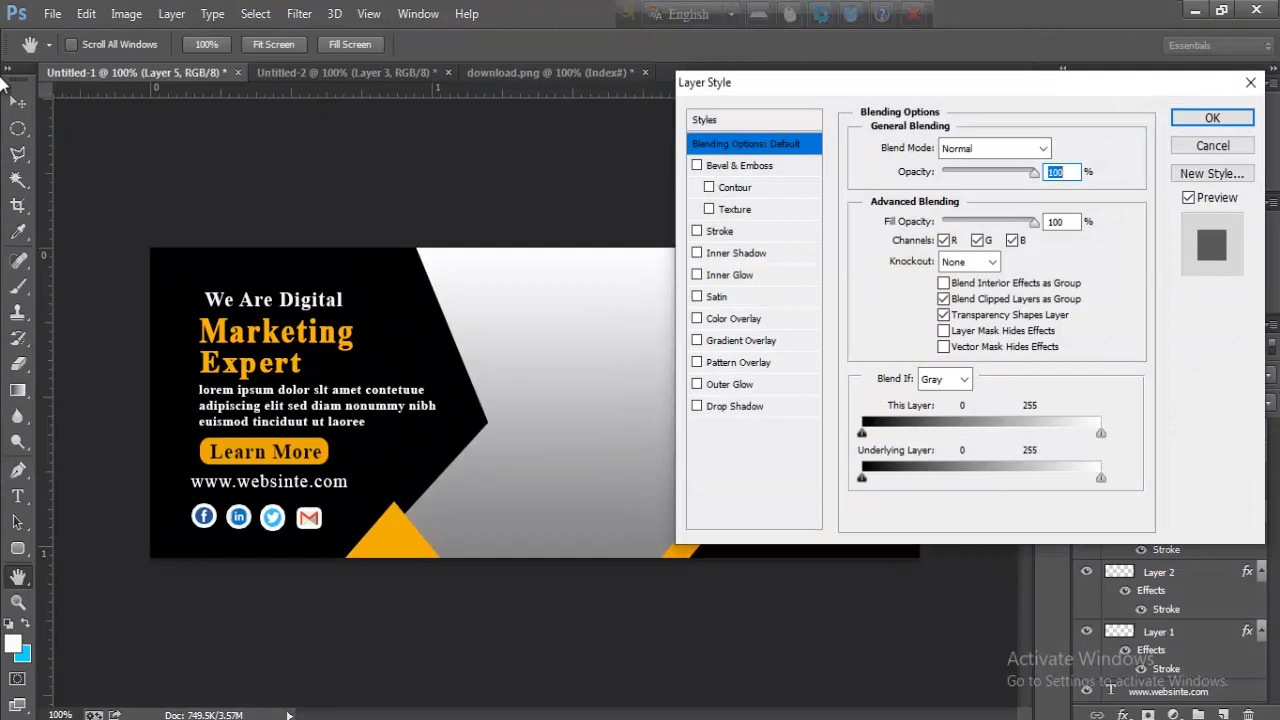 Ps File Edit Image Layer Type Select Filter 3D View Window Help
English
Scroll All Windows 100% Fit Screen Fill Screen Essentials
Untitled-1 @ 100% (Layer 5, RGB/8) * × Untitled-2 @ 100% (Layer 3, RGB/8) * × download.png @ 100% (Index#) * ×
0 1
Layer Style
Styles
Blending Options: Default
Bevel & Emboss
Contour
Texture
Stroke
Inner Shadow
Inner Glow
Satin
Color Overlay
Gradient Overlay
Pattern Overlay
Outer Glow
Drop Shadow
Blending Options
General Blending
Blend Mode: Normal
Opacity: 100 %
Advanced Blending
Fill Opacity: 100 %
Channels: R G B
Knockout: None
Blend Interior Effects as Group
Blend Clipped Layers as Group
Transparency Shapes Layer
Layer Mask Hides Effects
Vector Mask Hides Effects
Blend If: Gray
This Layer: 0 255
Underlying Layer: 0 255
OK
Cancel
New Style...
Preview
0
1
We Are Digital
Marketing
Expert
lorem ipsum dolor slt amet contetuue
adipiscing elit sed diam nonummy nibh
euismod tinciduut ut laoree
Learn More
www.websinte.com
f in M
Stroke
Layer 2 fx
Effects
Stroke
Layer 1 fx
Effects
Stroke
T www.websinte.com
fx
Activate Windows
Go to Settings to activate Windows.
100% Doc: 749.5K/3.57M